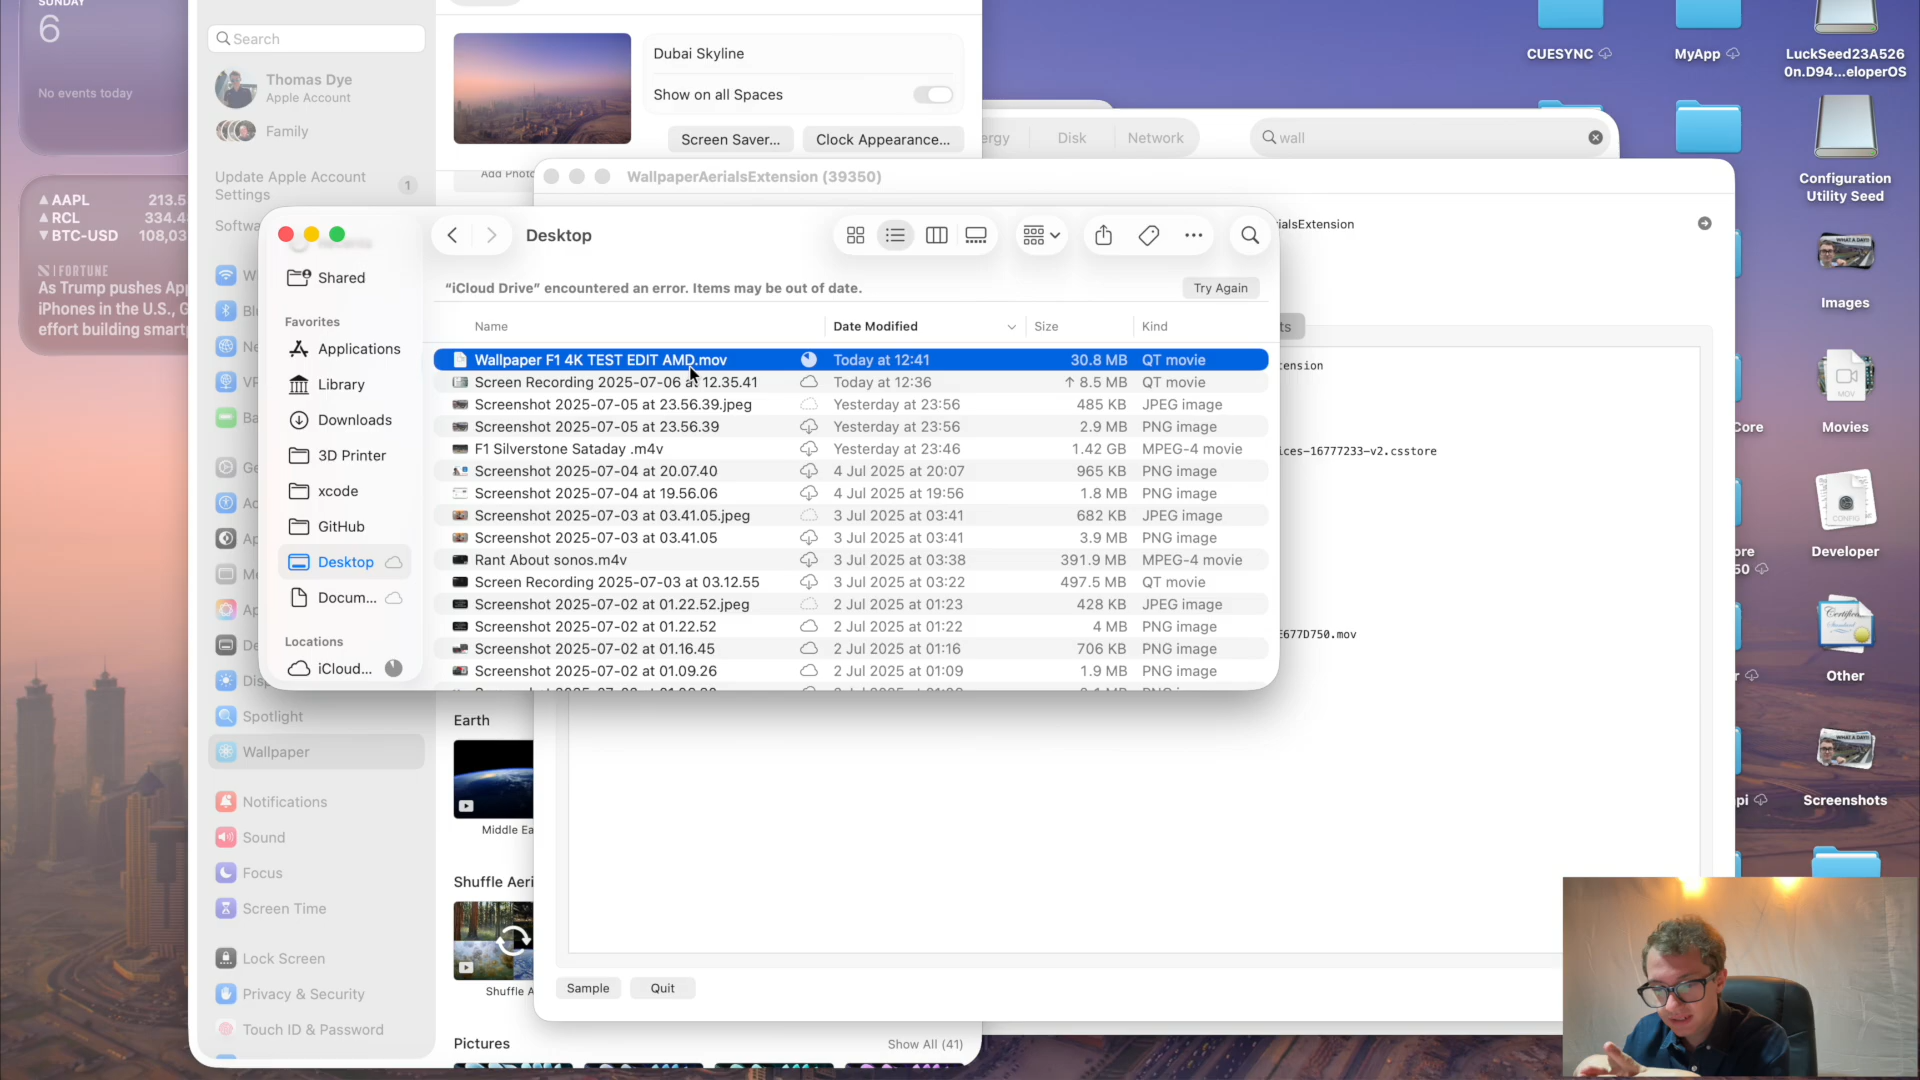 SUNDAY
6
No events today
AAPL 213.5
RCL 334.4
BTC-USD 108,03
FORTUNE
As Trump pushes App
iPhones in the U.S.,
effort building smart
Search
Thomas Dye
Apple Account
Family
Update Apple Account
Settings
1
Softwa
Spotlight
Wallpaper
Notifications
Sound
Focus
Screen Time
Lock Screen
Privacy & Security
Touch ID & Password
Dubai Skyline
Show on all Spaces
Screen Saver...
Clock Appearance...
Add Photo
Earth
Middle Ea
Shuffle Aeri
Shuffle A
Pictures
Show All (41)
ergy
Disk
Network
wall
WallpaperAerialsExtension (39350)
ialsExtension
ts
ension
ices-16777233-v2.csstore
E677D750.mov
Sample
Quit
Shared
Favorites
Applications
Library
Downloads
3D Printer
xcode
GitHub
Desktop
Docum...
Locations
iCloud...
Desktop
“iCloud Drive” encountered an error. Items may be out of date.
Try Again
Name Date Modified Size Kind
Wallpaper F1 4K TEST EDIT AMD.mov Today at 12:41 30.8 MB QT movie
Screen Recording 2025-07-06 at 12.35.41 Today at 12:36 ↑ 8.5 MB QT movie
Screenshot 2025-07-05 at 23.56.39.jpeg Yesterday at 23:56 485 KB JPEG image
Screenshot 2025-07-05 at 23.56.39 Yesterday at 23:56 2.9 MB PNG image
F1 Silverstone Sataday .m4v Yesterday at 23:46 1.42 GB MPEG-4 movie
Screenshot 2025-07-04 at 20.07.40 4 Jul 2025 at 20:07 965 KB PNG image
Screenshot 2025-07-04 at 19.56.06 4 Jul 2025 at 19:56 1.8 MB PNG image
Screenshot 2025-07-03 at 03.41.05.jpeg 3 Jul 2025 at 03:41 682 KB JPEG image
Screenshot 2025-07-03 at 03.41.05 3 Jul 2025 at 03:41 3.9 MB PNG image
Rant About sonos.m4v 3 Jul 2025 at 03:38 391.9 MB MPEG-4 movie
Screen Recording 2025-07-03 at 03.12.55 3 Jul 2025 at 03:22 497.5 MB QT movie
Screenshot 2025-07-02 at 01.22.52.jpeg 2 Jul 2025 at 01:23 428 KB JPEG image
Screenshot 2025-07-02 at 01.22.52 2 Jul 2025 at 01:22 4 MB PNG image
Screenshot 2025-07-02 at 01.16.45 2 Jul 2025 at 01:16 706 KB PNG image
Screenshot 2025-07-02 at 01.09.26 2 Jul 2025 at 01:09 1.9 MB PNG image
CUESYNC
MyApp
LuckSeed23A526
0n.D94...eloperOS
Configuration
Utility Seed
Images
Movies
MOV
Core
Developer
CONFIG
ore
50
Other
Screenshots
pi